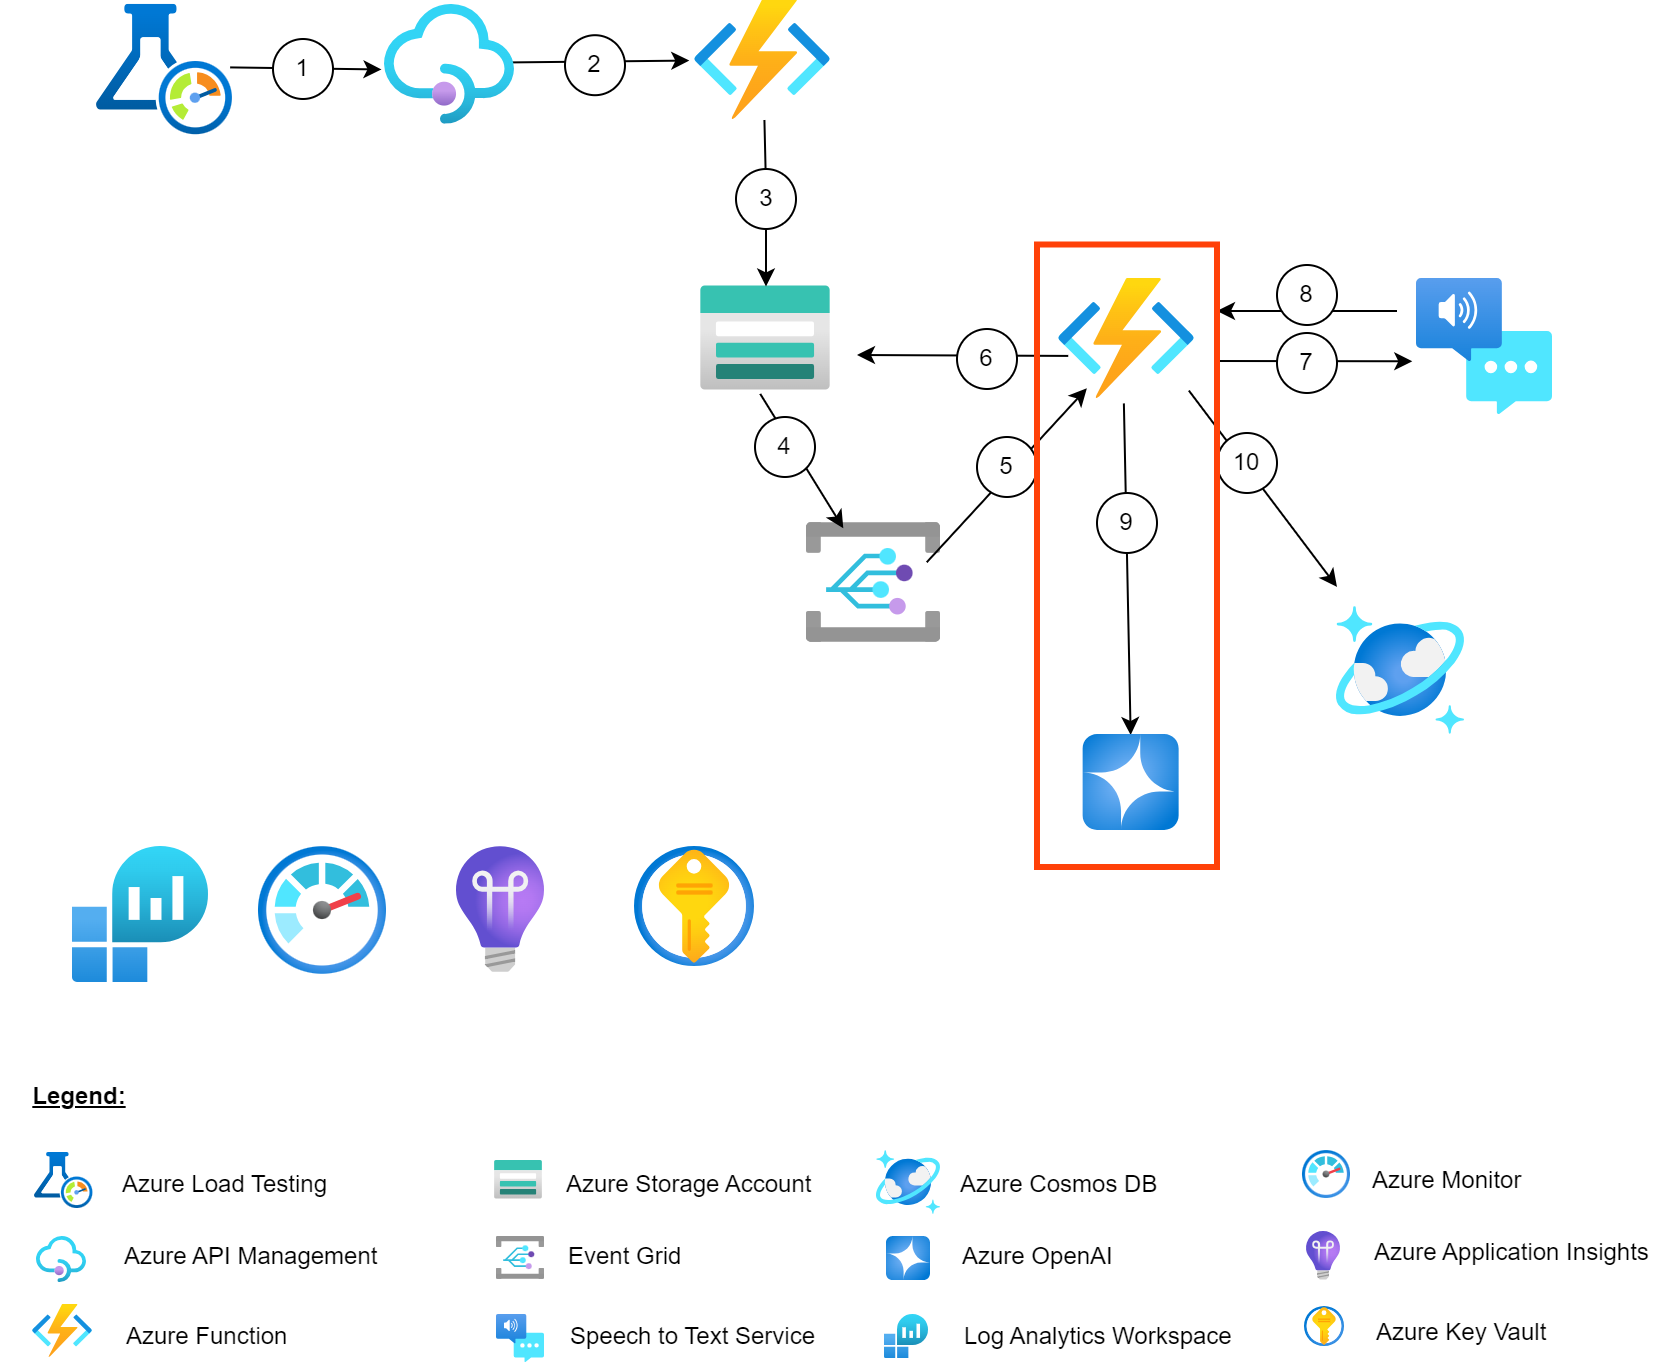 1
2
3
8
6
7
4
5
10
9
Legend:
Azure Load Testing
Azure Storage Account
Azure Cosmos DB
Azure Monitor
Azure API Management
Event Grid
Azure OpenAI
Azure Application Insights
Azure Function
Speech to Text Service
Log Analytics Workspace
Azure Key Vault